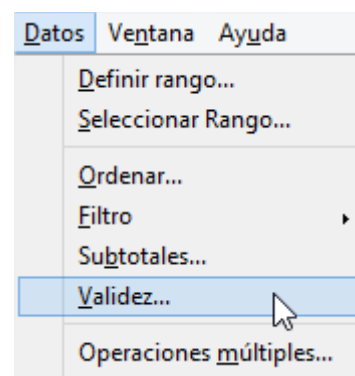 Datos Ventana Ayuda
Definir rango...
Seleccionar Rango...
Ordenar...
Filtro
Subtotales...
Validez...
Operaciones múltiples...